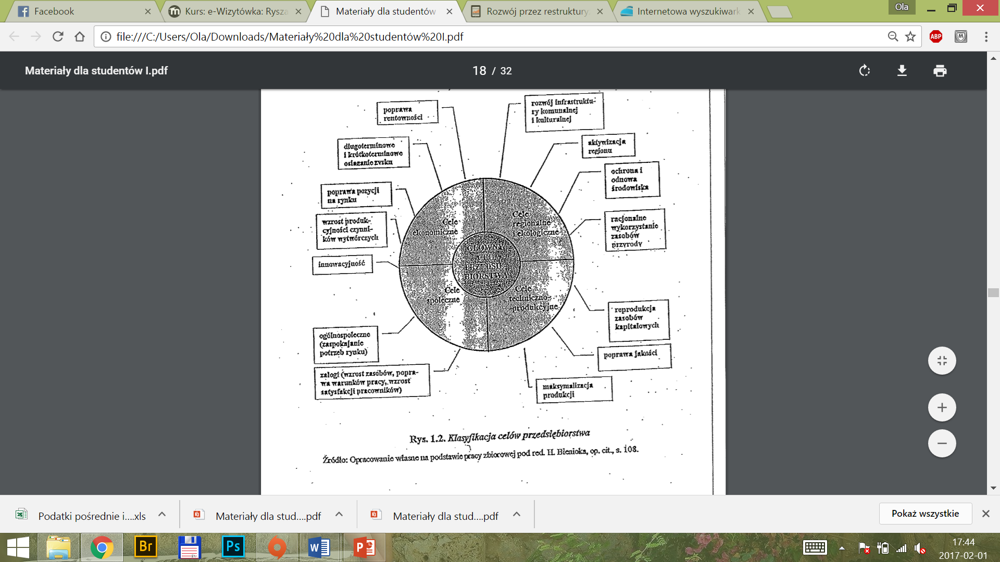 Facebook
Kurs: e-Wizytówka: Rysza
Materiały dla studentów
Rozwój przez restruktury
Internetowa wyszukiwark
Ola
file:///C:/Users/Ola/Downloads/Materiały%20dla%20studentów%20I.pdf
ABP
Materiały dla studentów I.pdf
18 / 32
poprawa
rentowności
rozwój infrastruktu-
ry komunalnej
i kulturalnej
długoterminowe
i krótkoterminowe
osiąganie zysku
aktywizacja
regionu
ochrona i
odnowa
środowiska
poprawa pozycji
na rynku
wzrost produk-
cyjności czynni-
ków wytwórczych
racjonalne
wykorzystanie
zasobów
przyrody
innowacyjność
Cele
ekonomiczne
Cele
regionalne
i ekologiczne
PRZEDSIĘ-
BIORSTWA
Cele
społeczne
Cele
techniczno-
-produkcyjne
reprodukcja
zasobów
kapitałowych
ogólnospołeczne
(zaspokajanie
potrzeb rynku)
poprawa jakości
załogi (wzrost zasobów, popra-
wa warunków pracy, wzrost
satysfakcji pracowników)
maksymalizacja
produkcji
Rys. 1.2. Klasyfikacja celów przedsiębiorstwa
Źródło: Opracowanie własne na podstawie pracy zbiorowej pod red. H. Bienioka, op. cit., s. 108.
Podatki pośrednie i....xls
Materiały dla stud....pdf
Materiały dla stud....pdf
Pokaż wszystkie
Br
64+
Ps
17:44
2017-02-01